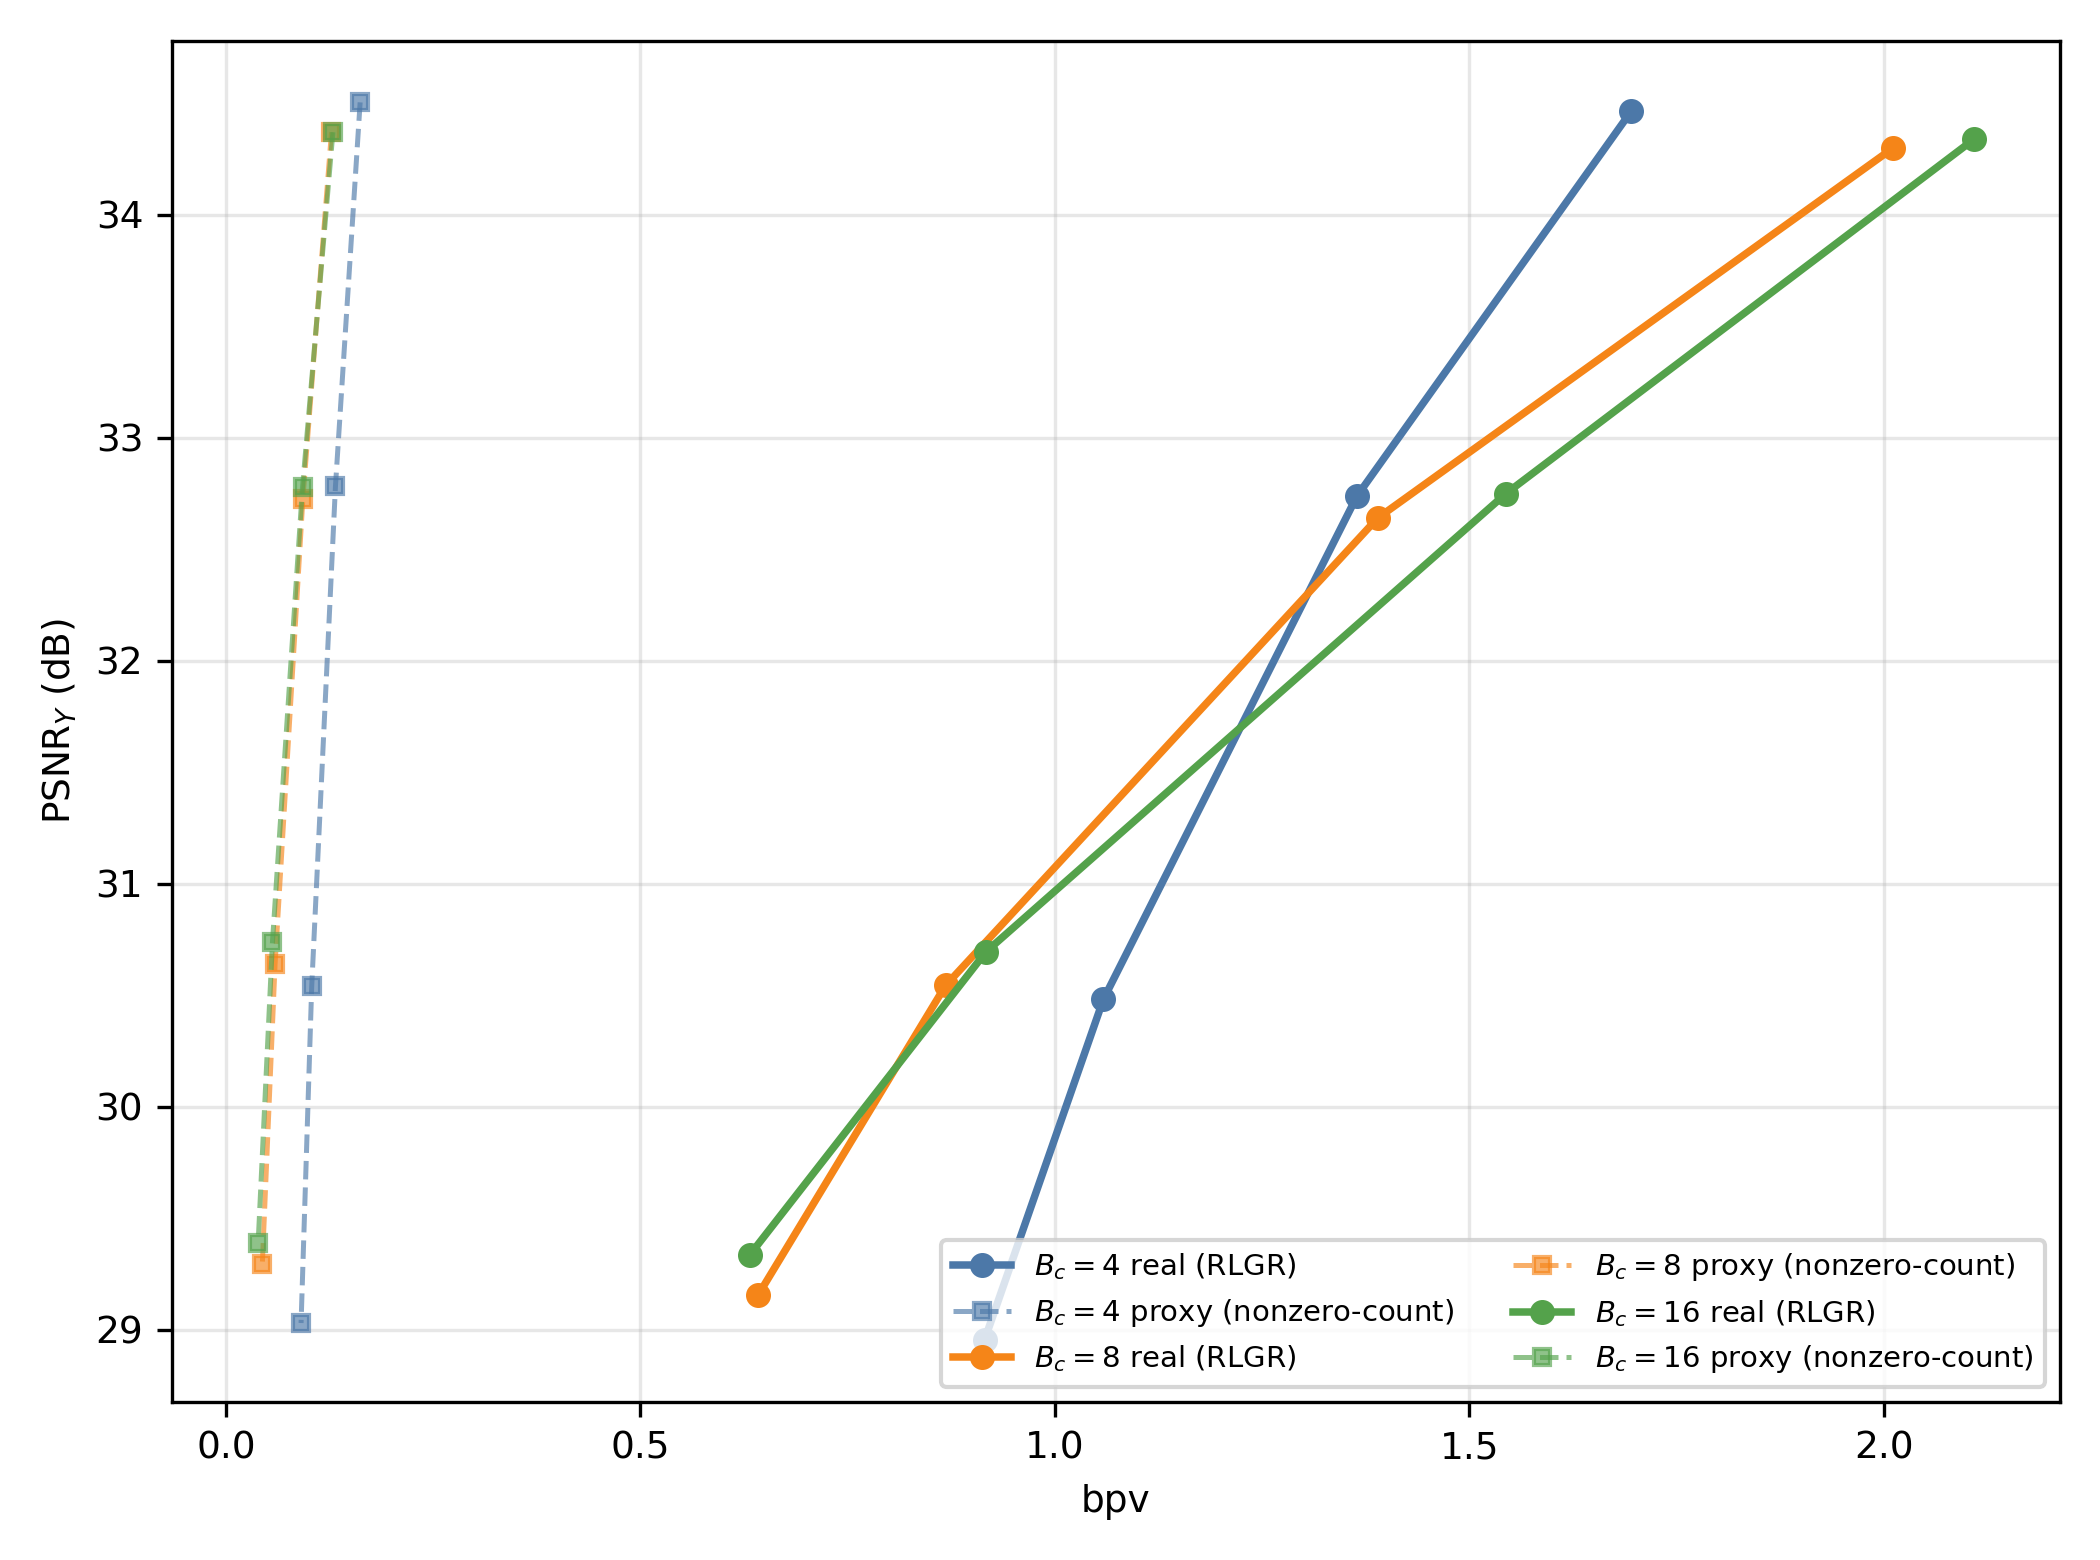 34
33
32
31
30
29
PSNR_Y (dB)
0.0 0.5 1.0 1.5 2.0
bpv
B_c = 4 real (RLGR)
B_c = 4 proxy (nonzero-count)
B_c = 8 real (RLGR)
B_c = 8 proxy (nonzero-count)
B_c = 16 real (RLGR)
B_c = 16 proxy (nonzero-count)